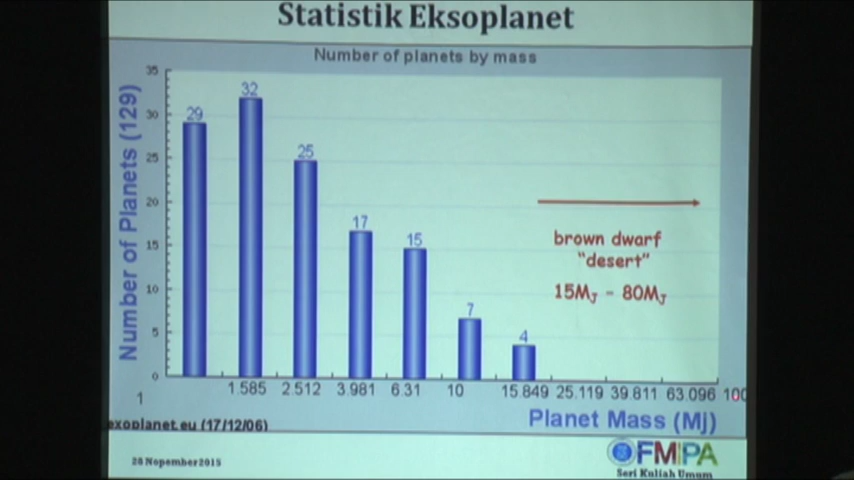 Statistik Eksoplanet
Number of planets by mass
Number of Planets (129)
35
30
25
20
15
10
5
0
29
32
25
17
15
7
4
brown dwarf
"desert"
15MJ - 80MJ
1
1.585 2.512 3.981 6.31 10 15.849 25.119 39.811 63.096 100
Planet Mass (Mj)
exoplanet.eu (17/12/06)
28 Nopember 2015
FMIPA
Seri Kuliah Umum